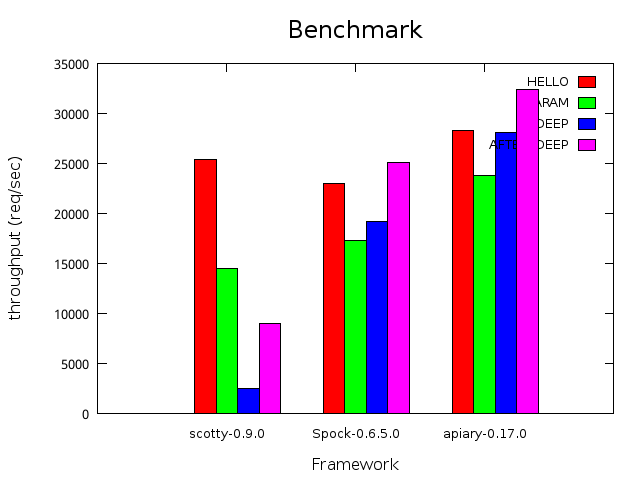 Benchmark
35000
30000
25000
20000
15000
10000
5000
0
throughput (req/sec)
HELLO
DEEP
scotty-0.9.0
Spock-0.6.5.0
apiary-0.17.0
Framework